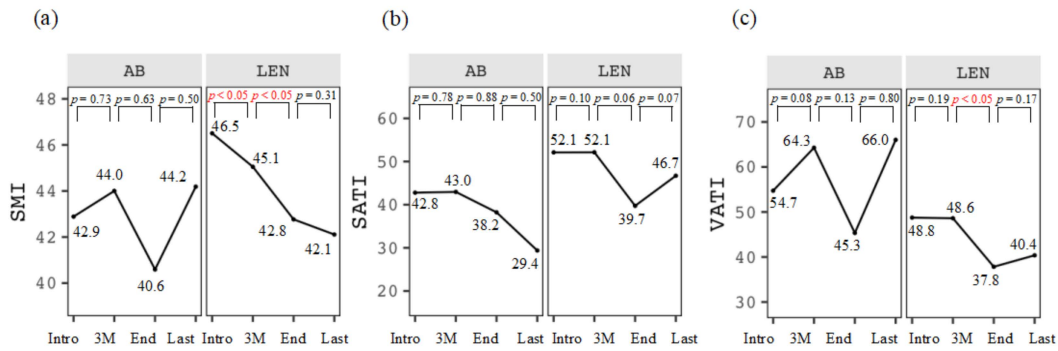 (a)
AB
LEN
p = 0.73 p = 0.63 p = 0.50
p < 0.05 p < 0.05 p = 0.31
SMI
48
46
44
42
40
42.9
44.0
40.6
44.2
46.5
45.1
42.8
42.1
Intro 3M End Last
Intro 3M End Last
(b)
AB
LEN
p = 0.78 p = 0.88 p = 0.50
p = 0.10 p = 0.06 p = 0.07
SATI
60
50
40
30
20
42.8
43.0
38.2
29.4
52.1
52.1
39.7
46.7
Intro 3M End Last
Intro 3M End Last
(c)
AB
LEN
p = 0.08 p = 0.13 p = 0.80
p = 0.19 p < 0.05 p = 0.17
VATI
70
60
50
40
30
54.7
64.3
45.3
66.0
48.8
48.6
37.8
40.4
Intro 3M End Last
Intro 3M End Last